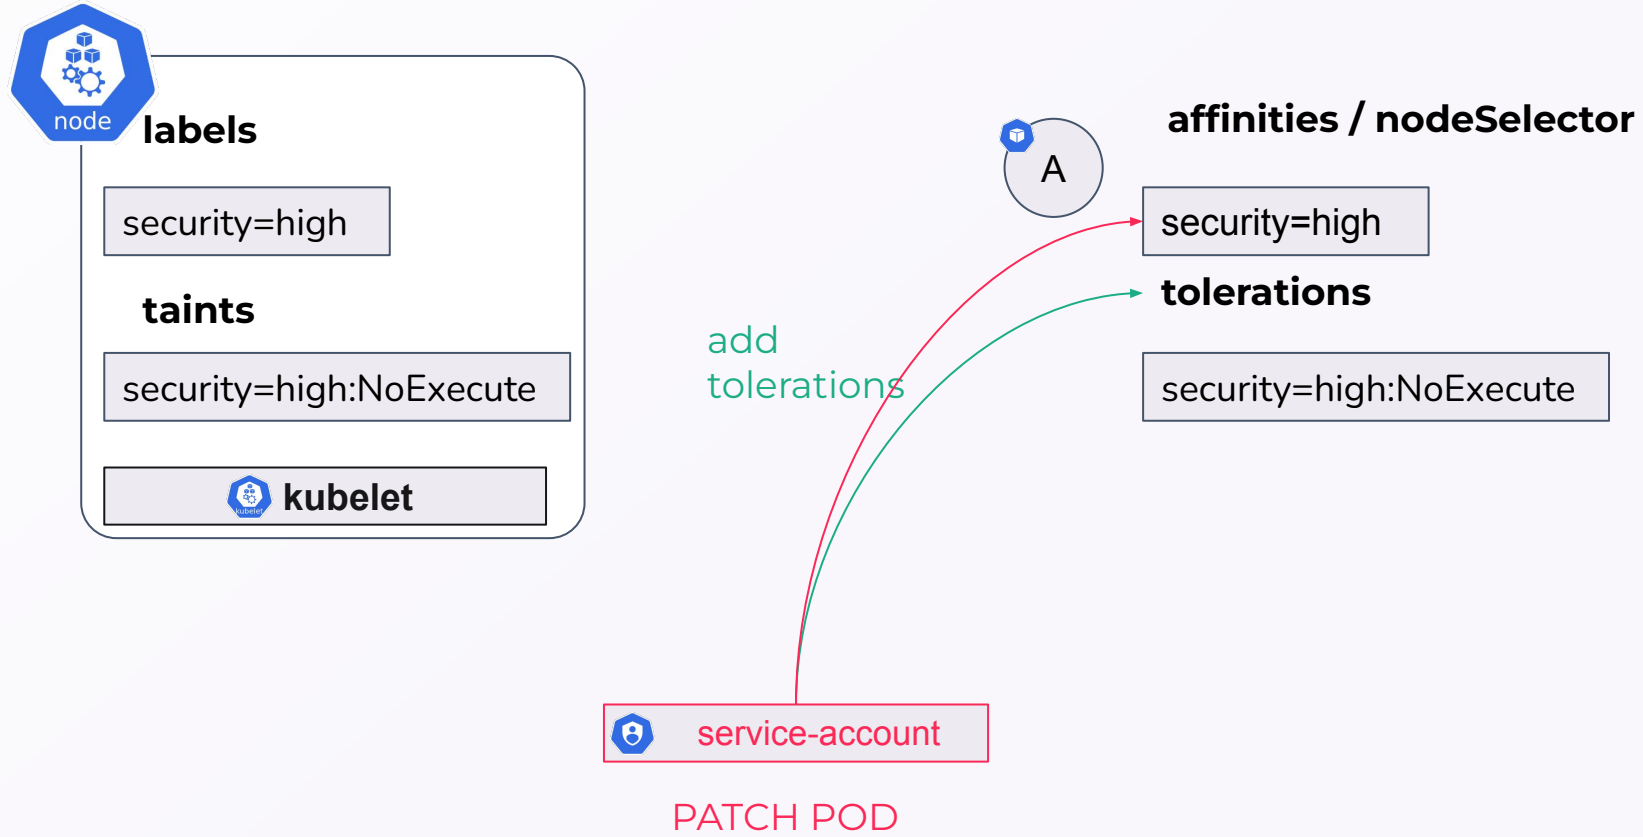 node
labels
security=high
taints
security=high:NoExecute
kubelet
kubelet
A
affinities / nodeSelector
security=high
tolerations
security=high:NoExecute
add
tolerations
service-account
PATCH POD